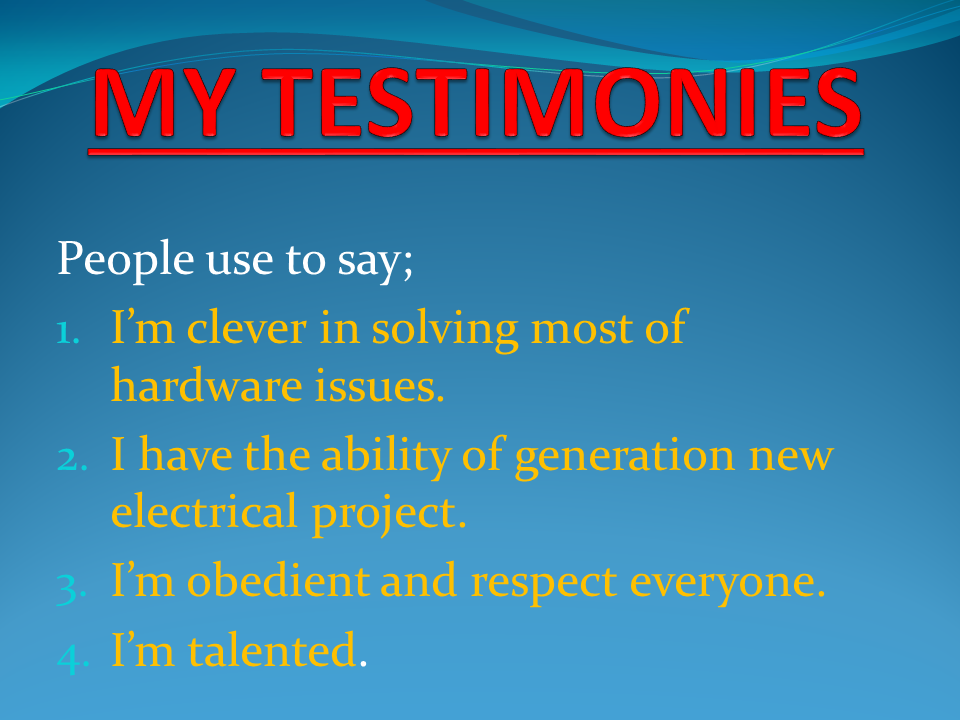 MY TESTIMONIES
People use to say;
1. I’m clever in solving most of
hardware issues.
2. I have the ability of generation new
electrical project.
3. I’m obedient and respect everyone.
4. I’m talented.